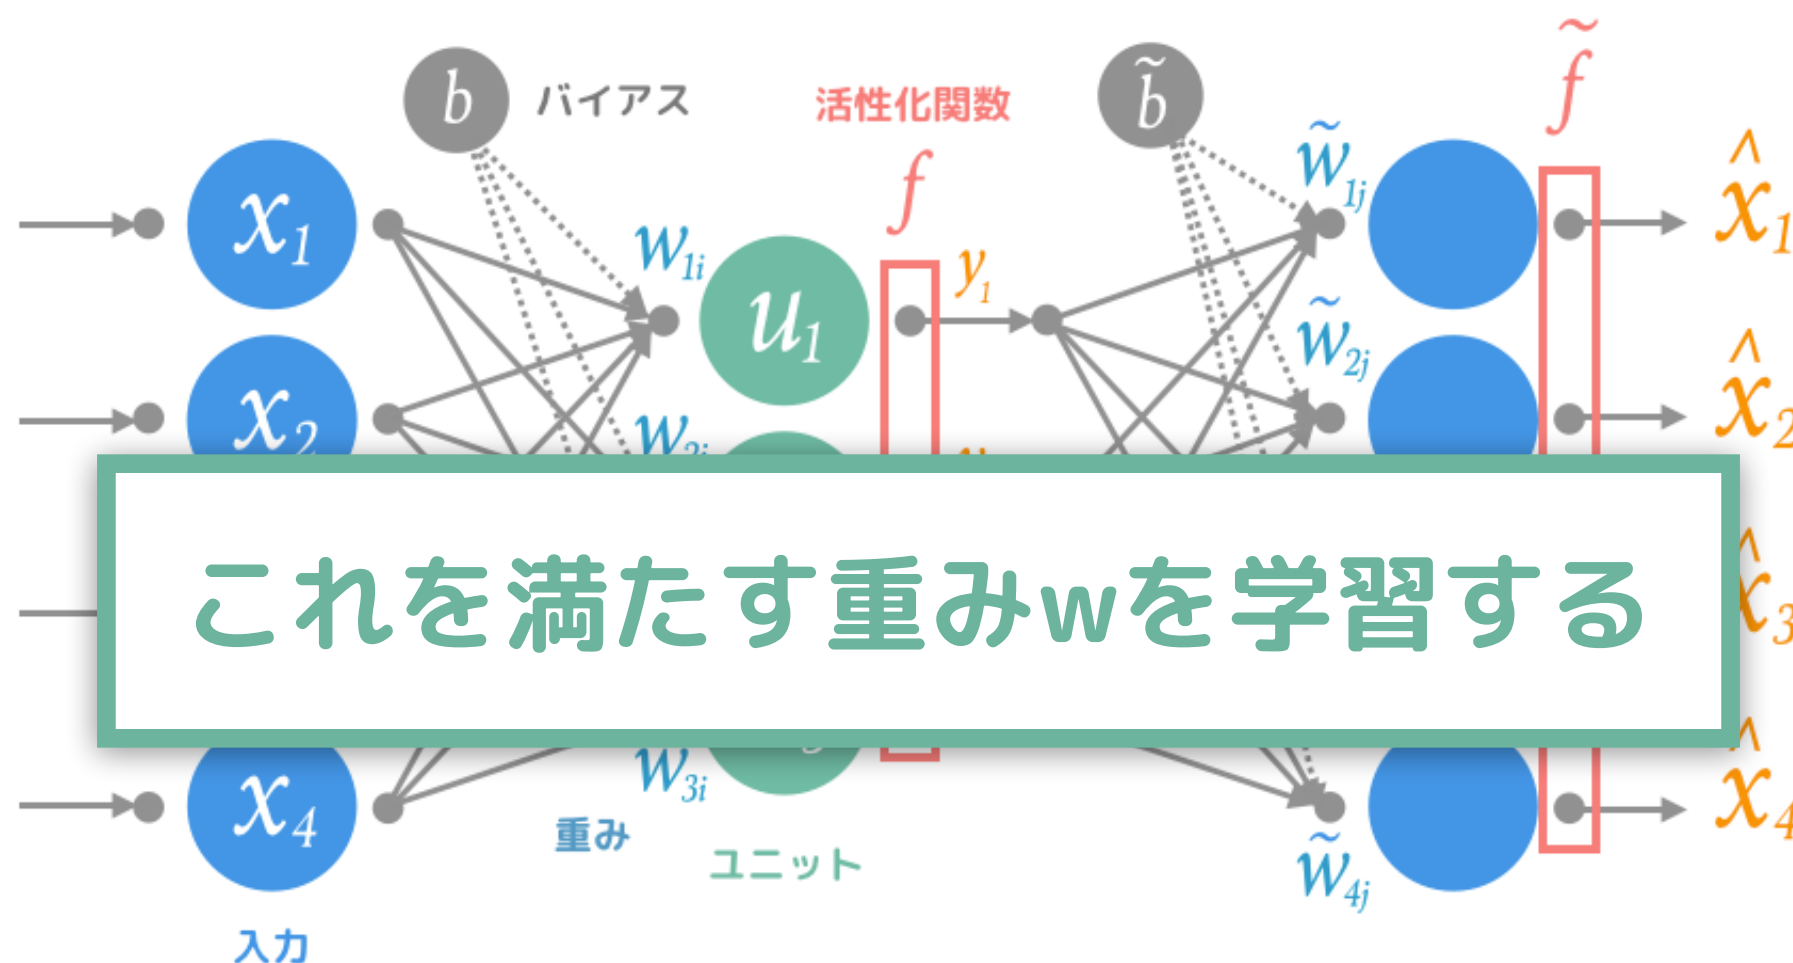 b バイアス
活性化関数
f
b̃
f̃
x1
w1i
u1
y1
w̃1j
x̂1
x2
w̃2j
x̂2
これを満たす重みwを学習する
x̂3
x4
w3i
x̂4
重み
ユニット
w̃4j
入力